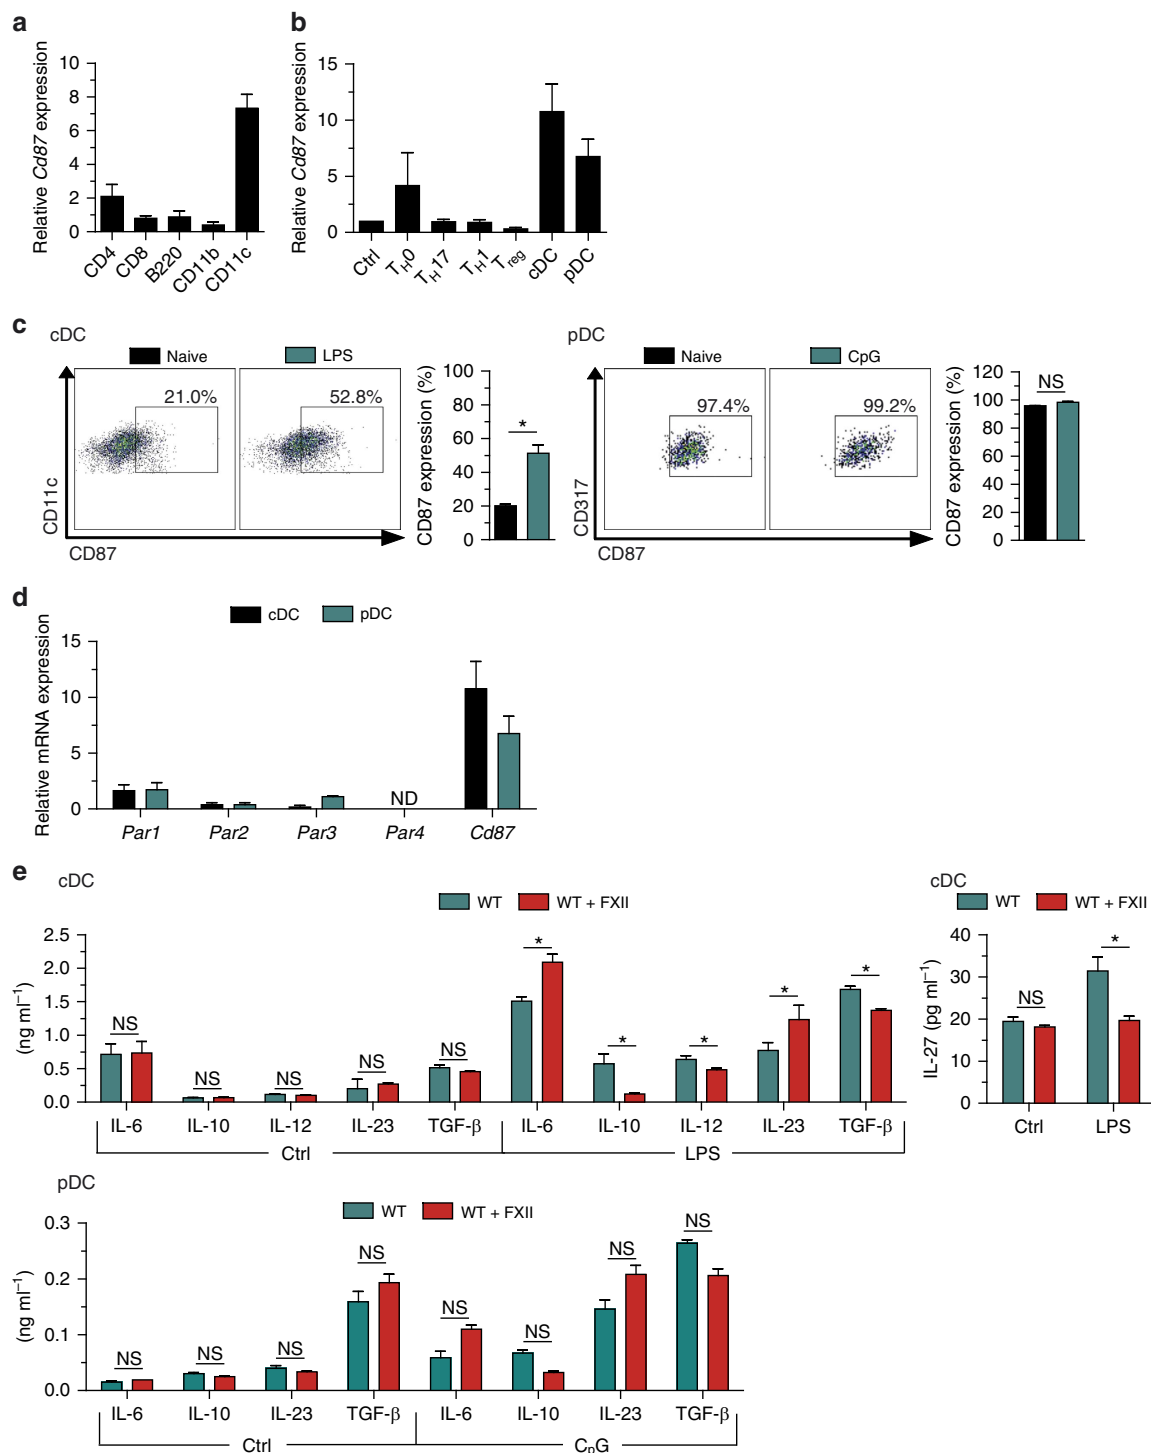 a
Relative Cd87 expression
10
8
6
4
2
0
CD4
CD8
B220
CD11b
CD11c
b
Relative Cd87 expression
15
10
5
0
Ctrl
TH0
TH17
TH1
Treg
cDC
pDC
c
cDC
Naive
LPS
21.0%
52.8%
CD11c
CD87
CD87 expression (%)
100
80
60
40
20
0
*
pDC
Naive
CpG
97.4%
99.2%
CD317
CD87
CD87 expression (%)
120
100
80
60
40
20
0
NS
d
cDC
pDC
Relative mRNA expression
15
10
5
0
ND
Par1
Par2
Par3
Par4
Cd87
e
cDC
WT
WT + FXII
(ng ml−1)
2.5
2.0
1.5
1.0
0.5
0.0
NS
NS
NS
NS
NS
*
*
*
*
*
IL-6
IL-10
IL-12
IL-23
TGF-β
IL-6
IL-10
IL-12
IL-23
TGF-β
Ctrl
LPS
cDC
WT
WT + FXII
IL-27 (pg ml−1)
40
30
20
10
0
NS
*
Ctrl
LPS
pDC
WT
WT + FXII
(ng ml−1)
0.3
0.2
0.1
0.0
NS
NS
NS
NS
NS
NS
NS
NS
IL-6
IL-10
IL-23
TGF-β
IL-6
IL-10
IL-23
TGF-β
Ctrl
CpG